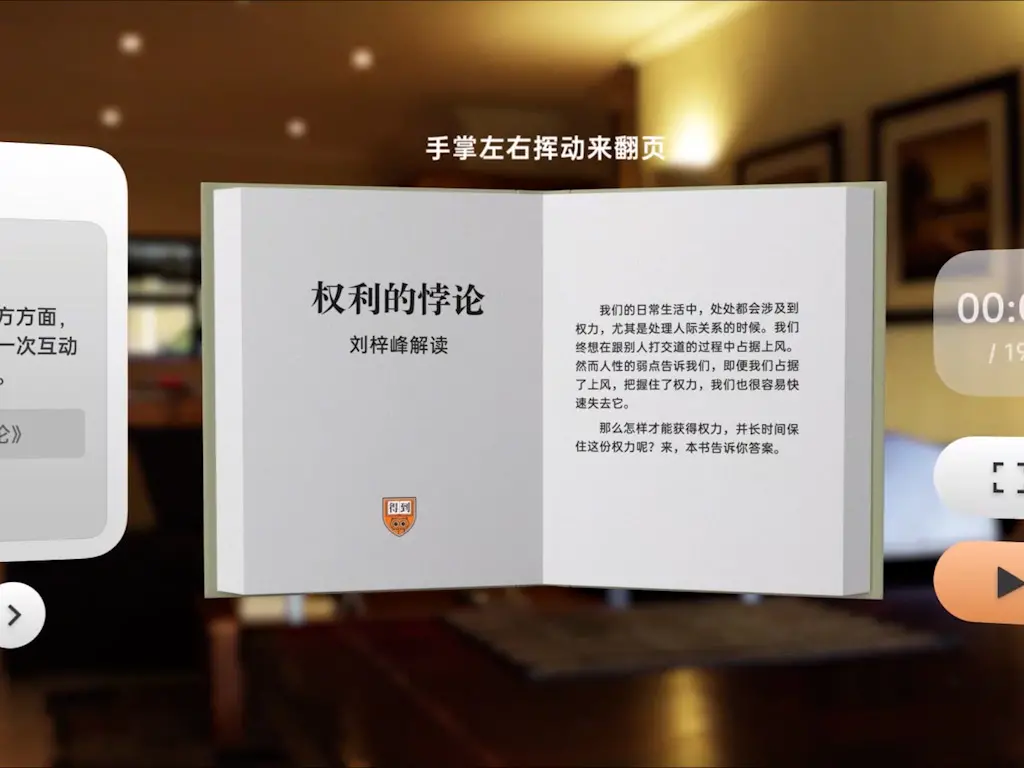 手掌左右挥动来翻页
方方面，
一次互动
。
论》
权利的悖论
刘梓峰解读
得到
我们的日常生活中，处处都会涉及到
权力，尤其是处理人际关系的时候。我们
终想在跟别人打交道的过程中占据上风。
然而人性的弱点告诉我们，即便我们占据
了上风，把握住了权力，我们也很容易快
速失去它。
那么怎样才能获得权力，并长时间保
住这份权力呢？来，本书告诉你答案。
00:
/ 19